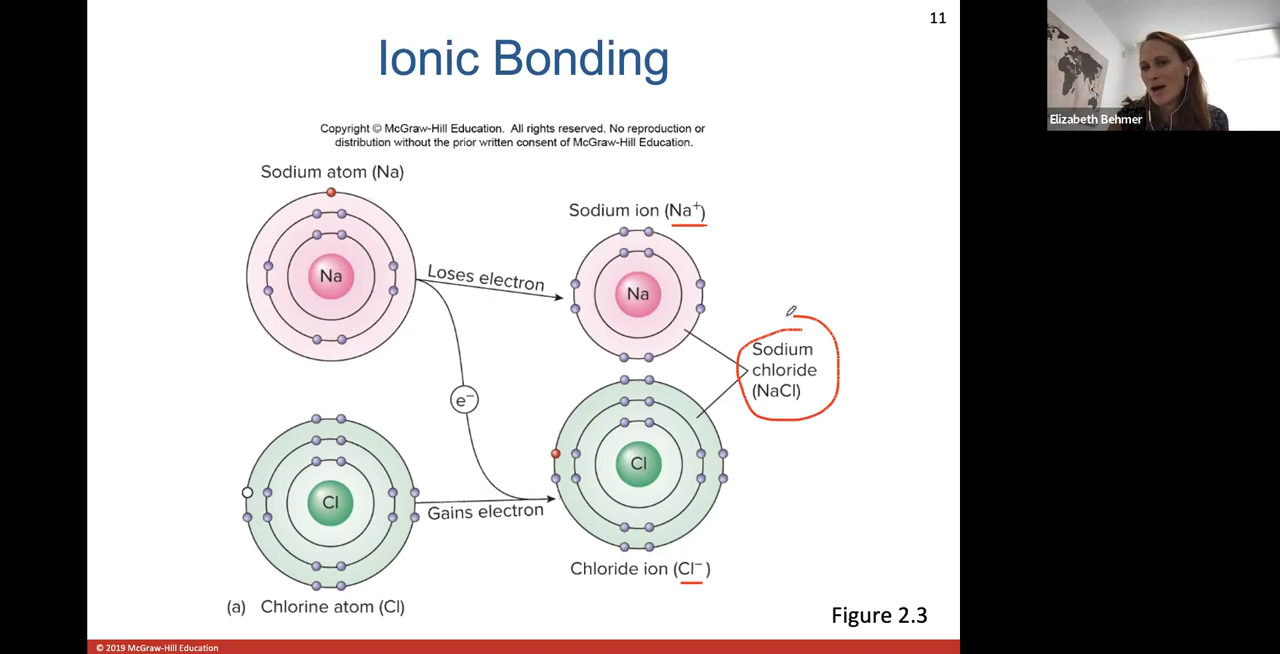 11
Ionic Bonding
Copyright © McGraw-Hill Education. All rights reserved. No reproduction or
distribution without the prior written consent of McGraw-Hill Education.
Sodium atom (Na)
Sodium ion (Na⁺)
Na
Loses electron
Na
Sodium
chloride
(NaCl)
e⁻
Cl
Gains electron
Cl
Chloride ion (Cl⁻)
(a) Chlorine atom (Cl)
Figure 2.3
© 2019 McGraw-Hill Education
Elizabeth Behmer